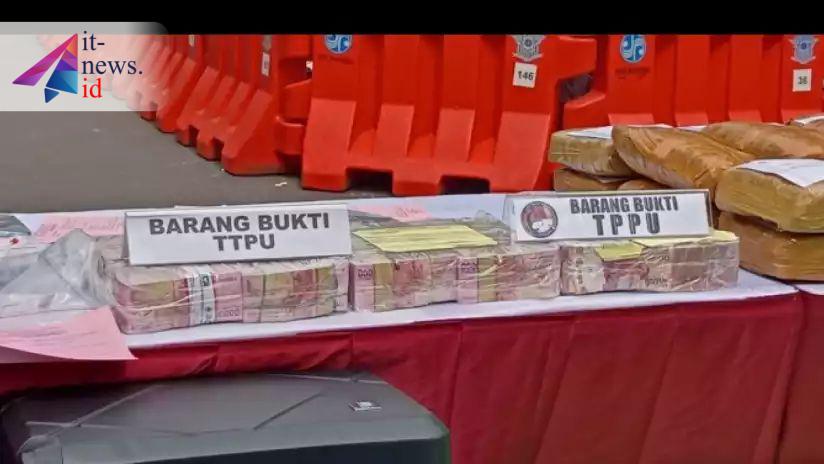 it-
news.
id
146
36
BARANG BUKTI
TTPU
BARANG BUKTI
TPPU